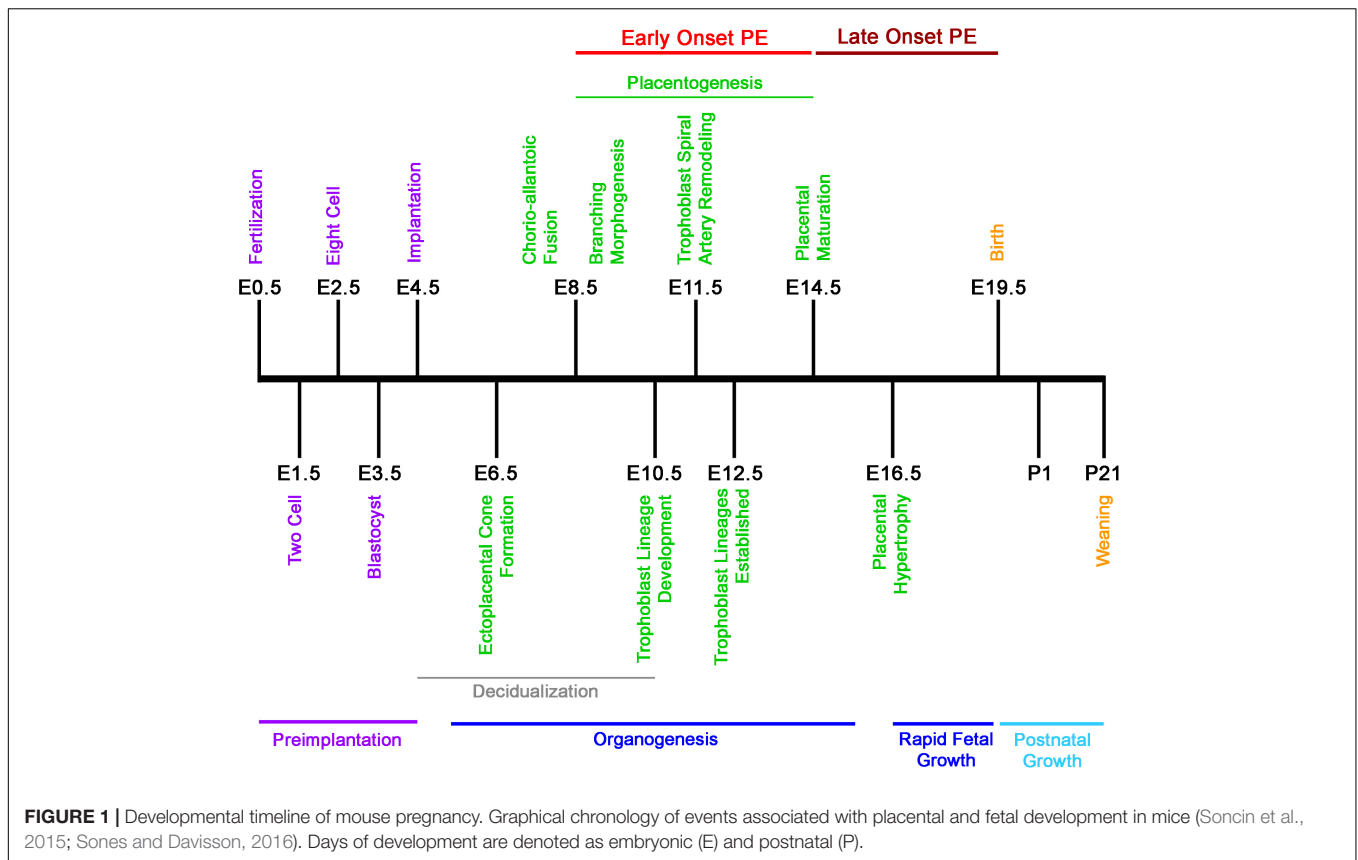 Early Onset PE
Late Onset PE
Placentogenesis
Fertilization
Eight Cell
Implantation
Chorio-allantoic
Fusion
Branching
Morphogenesis
Trophoblast Spiral
Artery Remodeling
Placental
Maturation
Birth
E0.5
E2.5
E4.5
E8.5
E11.5
E14.5
E19.5
E1.5
E3.5
E6.5
E10.5
E12.5
E16.5
P1
P21
Two Cell
Blastocyst
Ectoplacental Cone
Formation
Trophoblast Lineage
Development
Trophoblast Lineages
Established
Placental
Hypertrophy
Weaning
Decidualization
Preimplantation
Organogenesis
Rapid Fetal
Growth
Postnatal
Growth
FIGURE 1 | Developmental timeline of mouse pregnancy. Graphical chronology of events associated with placental and fetal development in mice (Soncin et al.,
2015; Sones and Davisson, 2016). Days of development are denoted as embryonic (E) and postnatal (P).